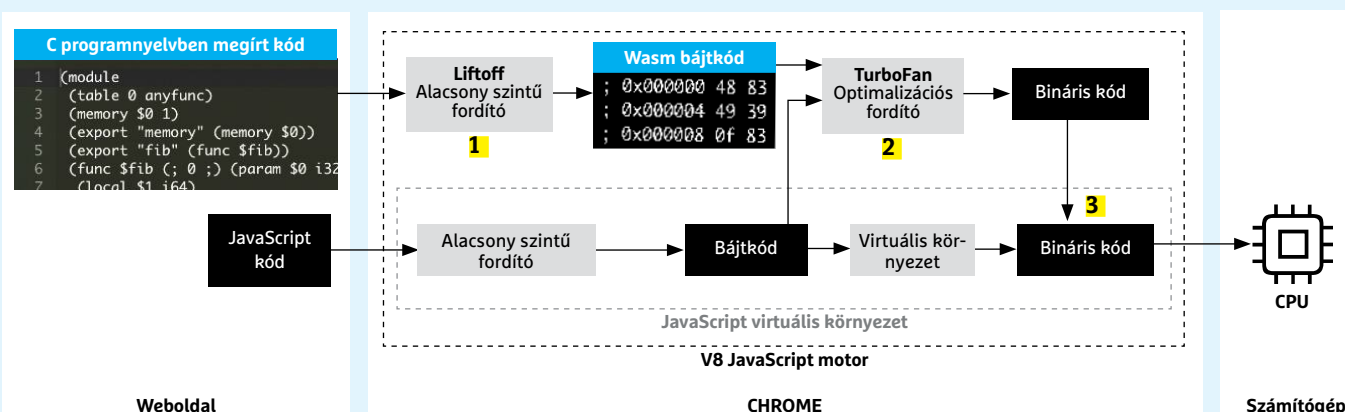 C programnyelvben megírt kód
1 (module
2 (table 0 anyfunc)
3 (memory $0 1)
4 (export "memory" (memory $0))
5 (export "fib" (func $fib))
6 (func $fib (; 0 ;) (param $0 i32
7 (local $1 i64)
JavaScript
kód
Weboldal
Liftoff
Alacsony szintű
fordító
1
Wasm bájtkód
; 0x000000 48 83
; 0x000004 49 39
; 0x000008 0f 83
TurboFan
Optimalizációs
fordító
2
Bináris kód
3
Alacsony szintű
fordító
Bájtkód
Virtuális kör-
nyezet
Bináris kód
JavaScript virtuális környezet
V8 JavaScript motor
CHROME
CPU
Számítógép